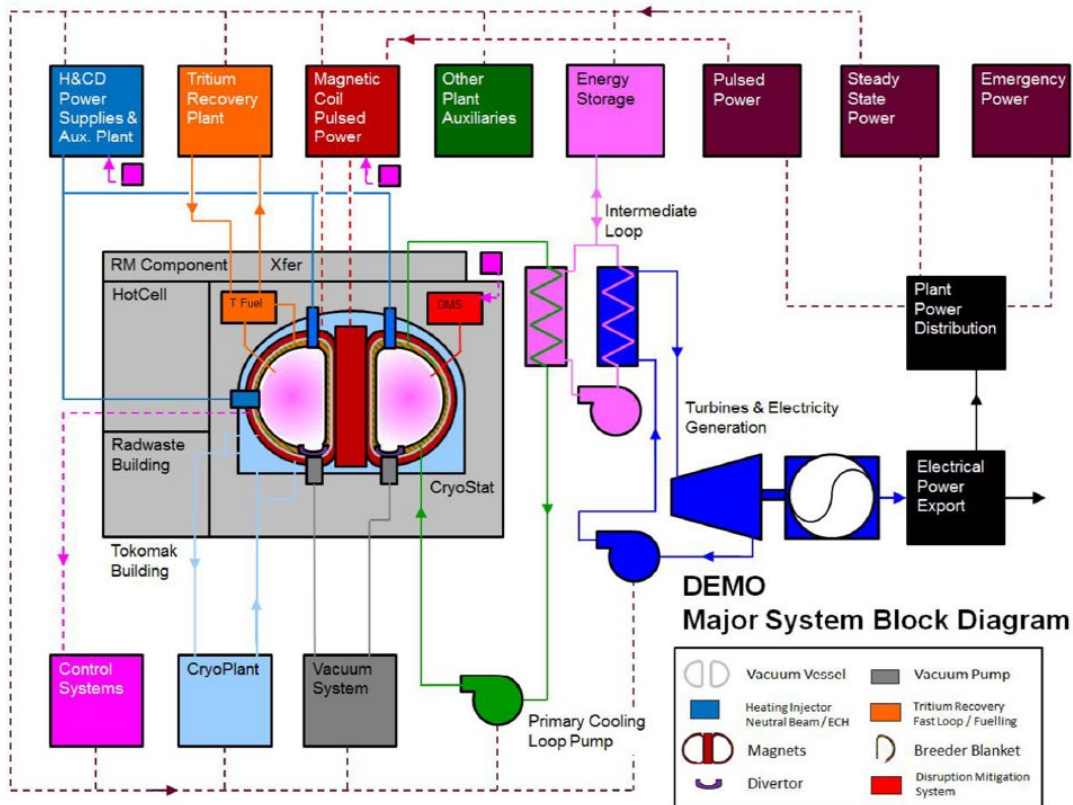 H&CD
Power
Supplies &
Aux. Plant
Tritium
Recovery
Plant
Magnetic
Coil
Pulsed
Power
Other
Plant
Auxiliaries
Energy
Storage
Pulsed
Power
Steady
State
Power
Emergency
Power
Intermediate
Loop
RM Component Xfer
HotCell
T Fuel
DMS
Plant
Power
Distribution
Turbines & Electricity
Generation
Radwaste
Building
CryoStat
Electrical
Power
Export
Tokomak
Building
DEMO
Major System Block Diagram
Control
Systems
CryoPlant
Vacuum
System
Primary Cooling
Loop Pump
Vacuum Vessel
Vacuum Pump
Heating Injector
Neutral Beam / ECH
Tritium Recovery
Fast Loop / Fuelling
Magnets
Breeder Blanket
Divertor
Disruption Mitigation
System